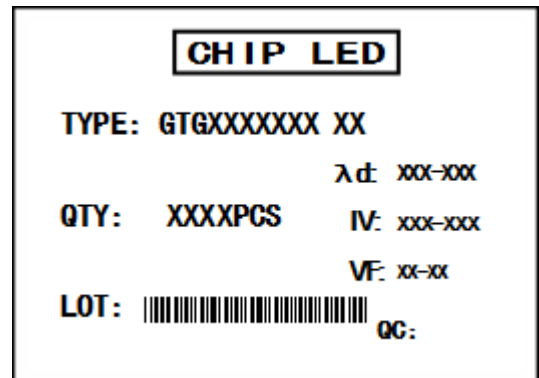 CHIP LED
TYPE: GTGXXXXXXX XX
λd: XXX-XXX
QTY: XXXXPCS
IV: XXX-XXX
VF: XX-XX
LOT:
QC: